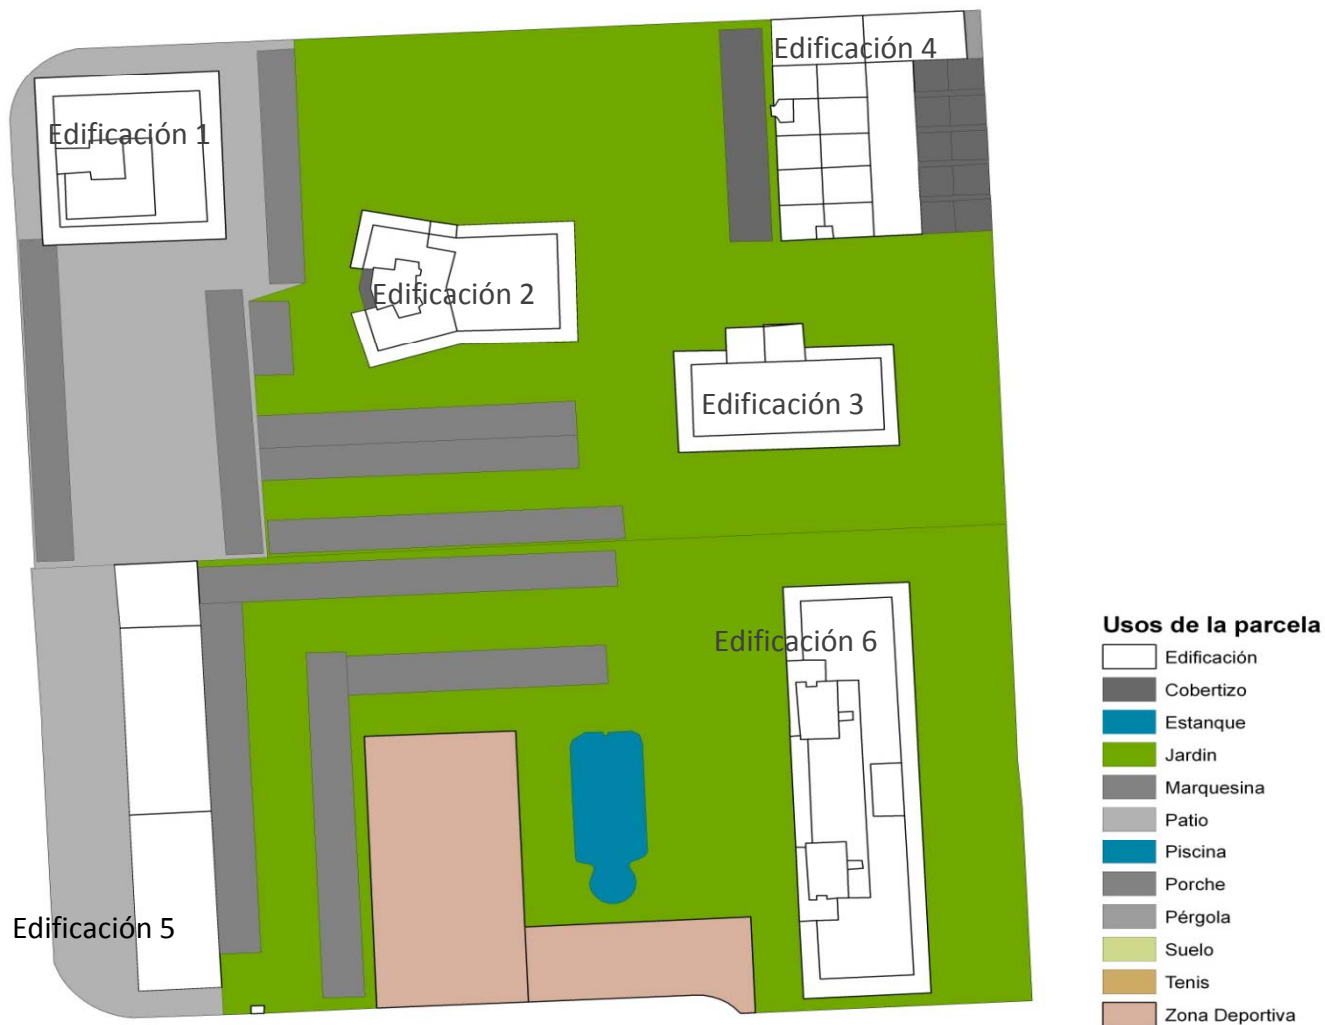 Edificación 4
Edificación 1
Edificación 2
Edificación 3
Edificación 6
Edificación 5
Usos de la parcela
Edificación
Cobertizo
Estanque
Jardin
Marquesina
Patio
Piscina
Porche
Pérgola
Suelo
Tenis
Zona Deportiva